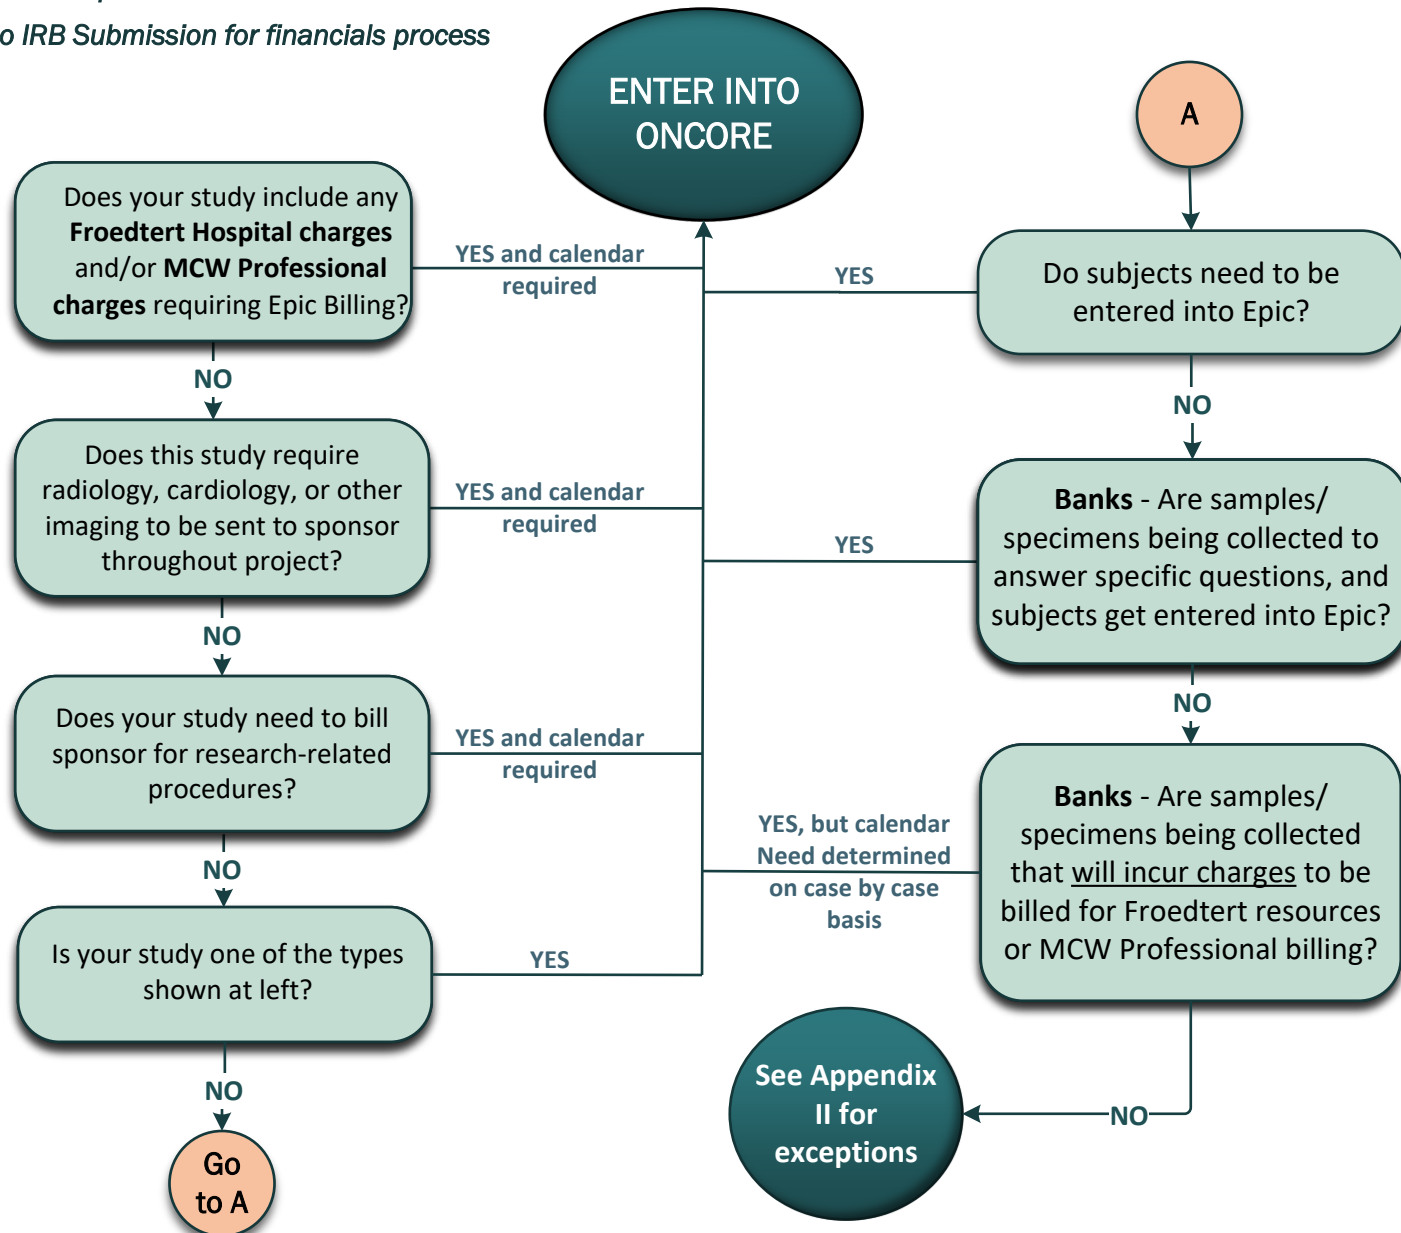 o IRB Submission for financials process
ENTER INTO
ONCORE
A
Does your study include any
Froedtert Hospital charges
and/or MCW Professional
charges requiring Epic Billing?
YES and calendar
required
YES
Do subjects need to be
entered into Epic?
NO
NO
Does this study require
radiology, cardiology, or other
imaging to be sent to sponsor
throughout project?
YES and calendar
required
YES
Banks - Are samples/
specimens being collected to
answer specific questions, and
subjects get entered into Epic?
NO
NO
Does your study need to bill
sponsor for research-related
procedures?
YES and calendar
required
YES, but calendar
Need determined
on case by case
basis
Banks - Are samples/
specimens being collected
that will incur charges to be
billed for Froedtert resources
or MCW Professional billing?
NO
Is your study one of the types
shown at left?
YES
NO
See Appendix
II for
exceptions
NO
Go
to A